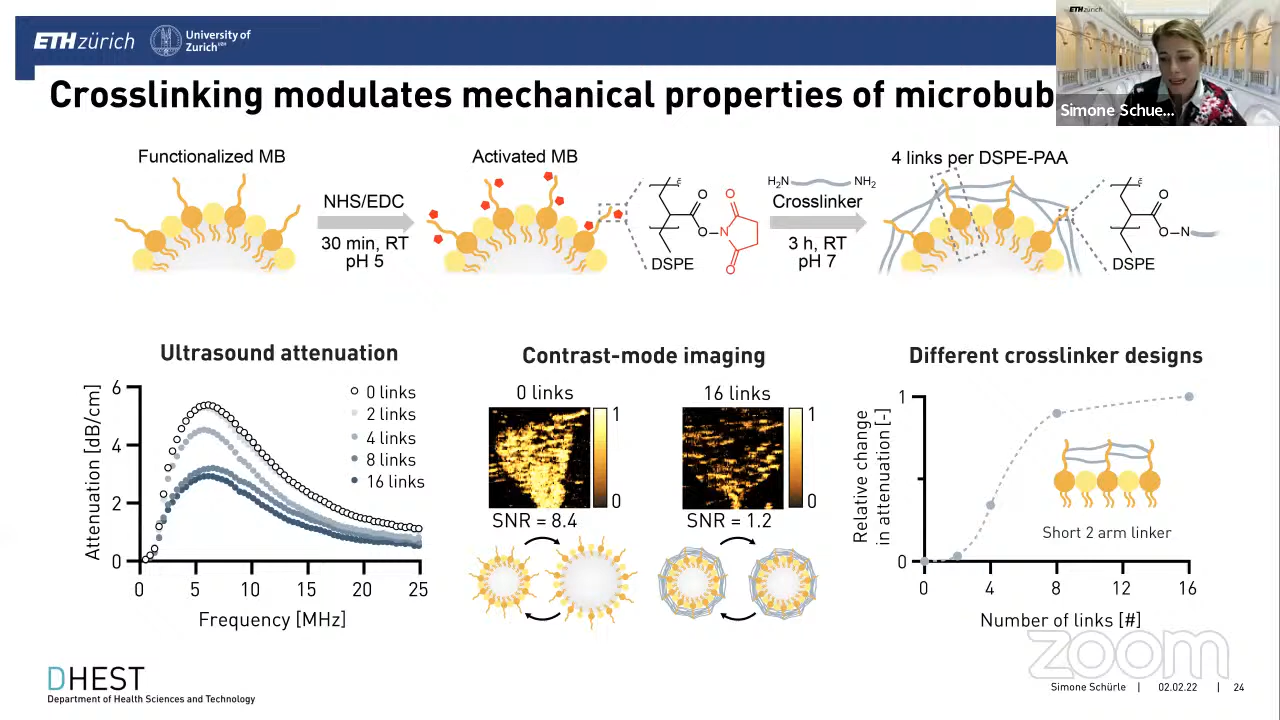 ETH zürich
University of
Zurich UZH
ETH zürich
Simone Schue...
Crosslinking modulates mechanical properties of microbub
Functionalized MB
NHS/EDC
30 min, RT
pH 5
Activated MB
O
O
O
N
O
DSPE
H₂N
NH₂
Crosslinker
3 h, RT
pH 7
4 links per DSPE-PAA
O
O
N
DSPE
Ultrasound attenuation
Attenuation [dB/cm]
6
4
2
0
0 links
2 links
4 links
8 links
16 links
0 5 10 15 20 25
Frequency [MHz]
Contrast-mode imaging
0 links
1
0
SNR = 8.4
16 links
1
0
SNR = 1.2
Different crosslinker designs
Relative change
in attenuation [-]
1
0
Short 2 arm linker
0 4 8 12 16
Number of links [#]
zoom
DHEST
Department of Health Sciences and Technology
Simone Schürle | 02.02.22 | 24